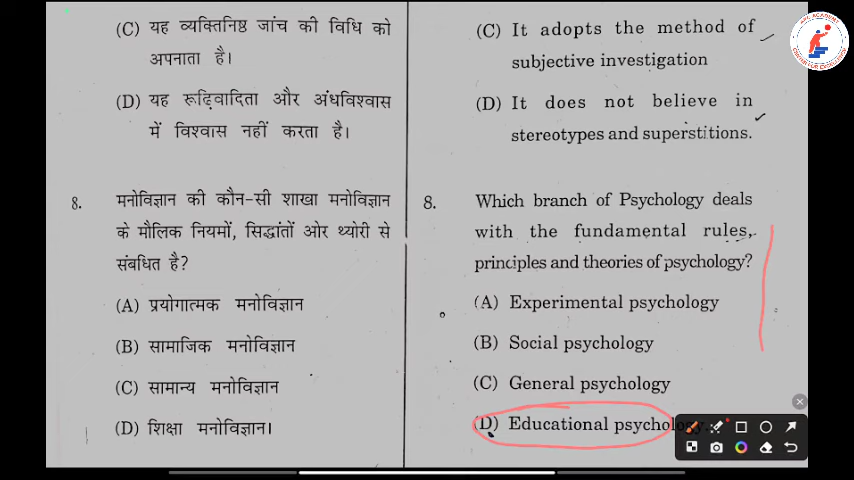 (C) यह व्यक्तिनिष्ठ जांच की विधि को
अपनाता है।
(D) यह रूढ़िवादिता और अंधविश्वास
में विश्वास नहीं करता है।
8. मनोविज्ञान की कौन-सी शाखा मनोविज्ञान
के मौलिक नियमों, सिद्धांतों ओर थ्योरी से
संबधित है?
(A) प्रयोगात्मक मनोविज्ञान
(B) सामाजिक मनोविज्ञान
(C) सामान्य मनोविज्ञान
(D) शिक्षा मनोविज्ञान।
(C) It adopts the method of
subjective investigation
(D) It does not believe in
stereotypes and superstitions.
8. Which branch of Psychology deals
with the fundamental rules,
principles and theories of psychology?
(A) Experimental psychology
(B) Social psychology
(C) General psychology
(D) Educational psychology